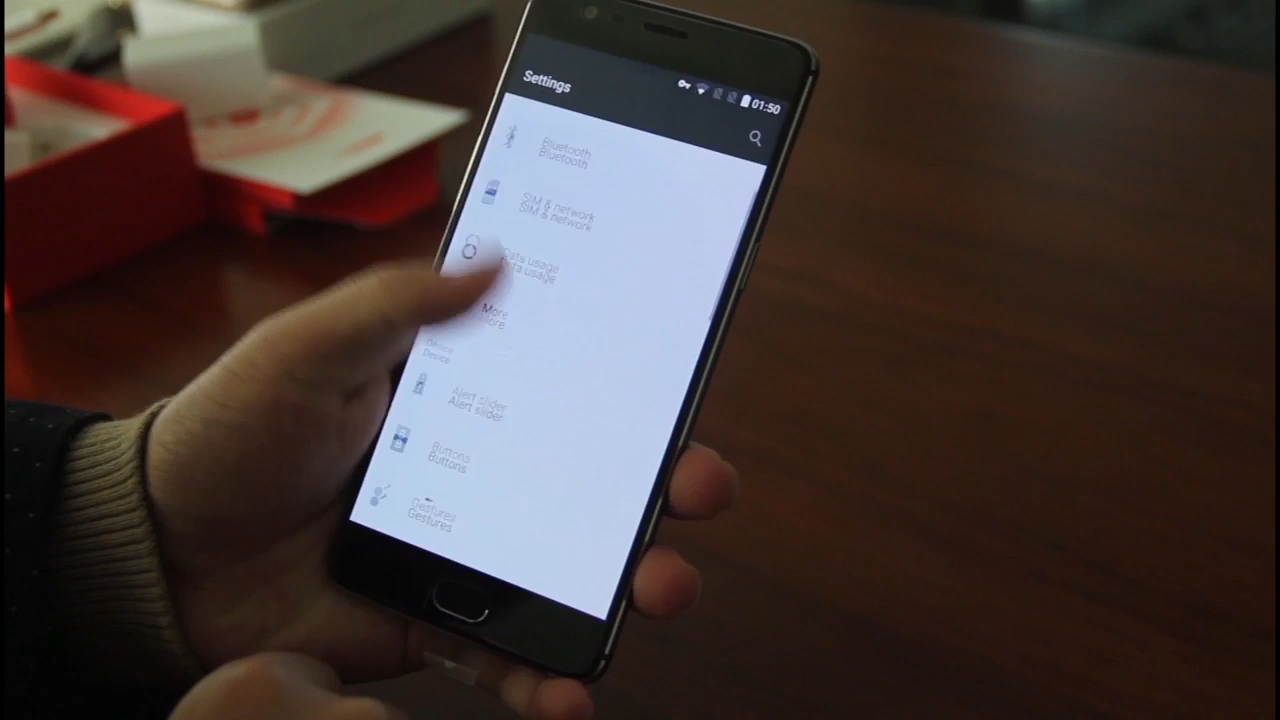 Settings
01:50
Bluetooth
SIM & network
Data usage
More
Device
Alert slider
Buttons
Gestures